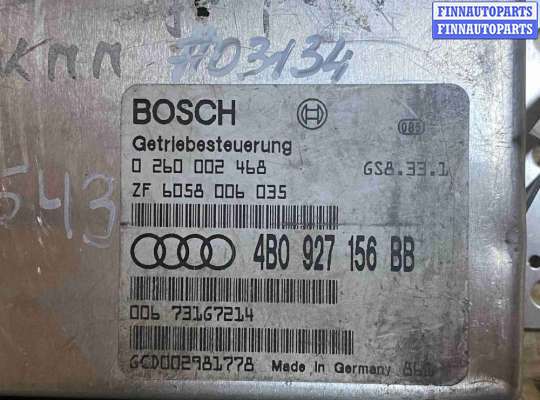 FINNAUTOPARTS
FINNAUTOPARTS
КПП #03134
543
BOSCH
085
Getriebesteuerung
0 260 002 468 GS8.33.1
ZF 6058 006 035
4B0 927 156 BB
006 73167214
GCD002981778 Made in Germany